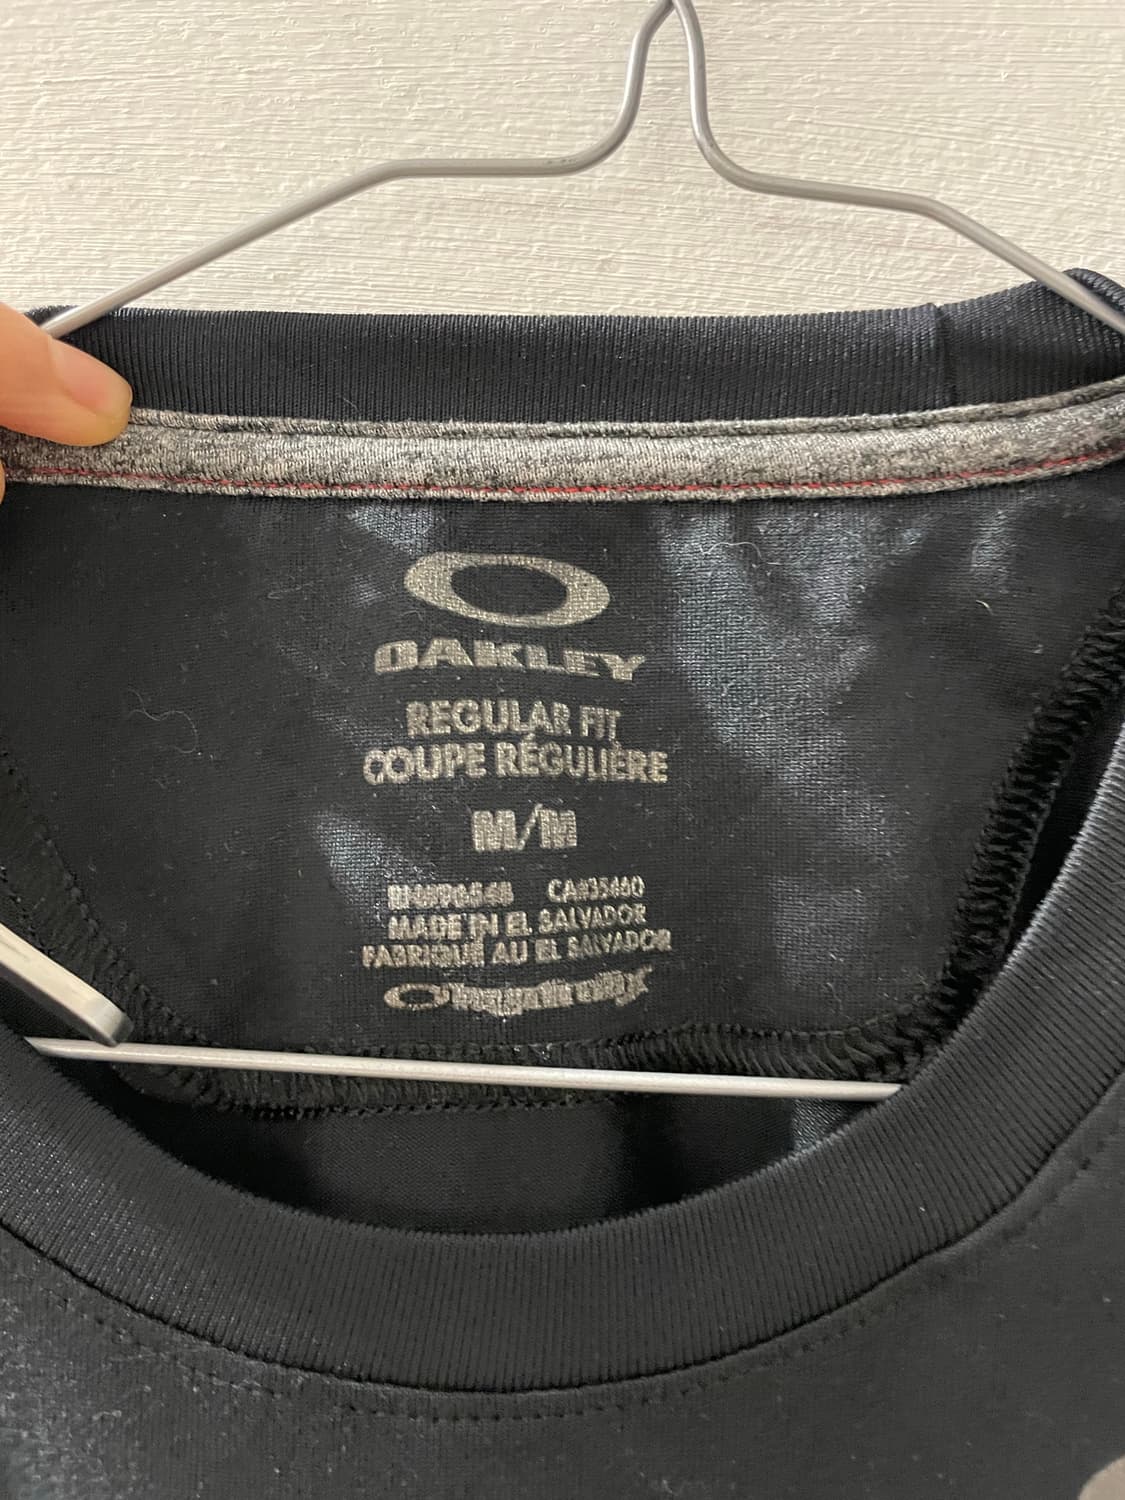 OAKLEY
REGULAR FIT
COUPE RÉGULIÈRE
M/M
CA#35460
MADE IN EL SALVADOR
FABRIQUÉ AU EL SALVADOR